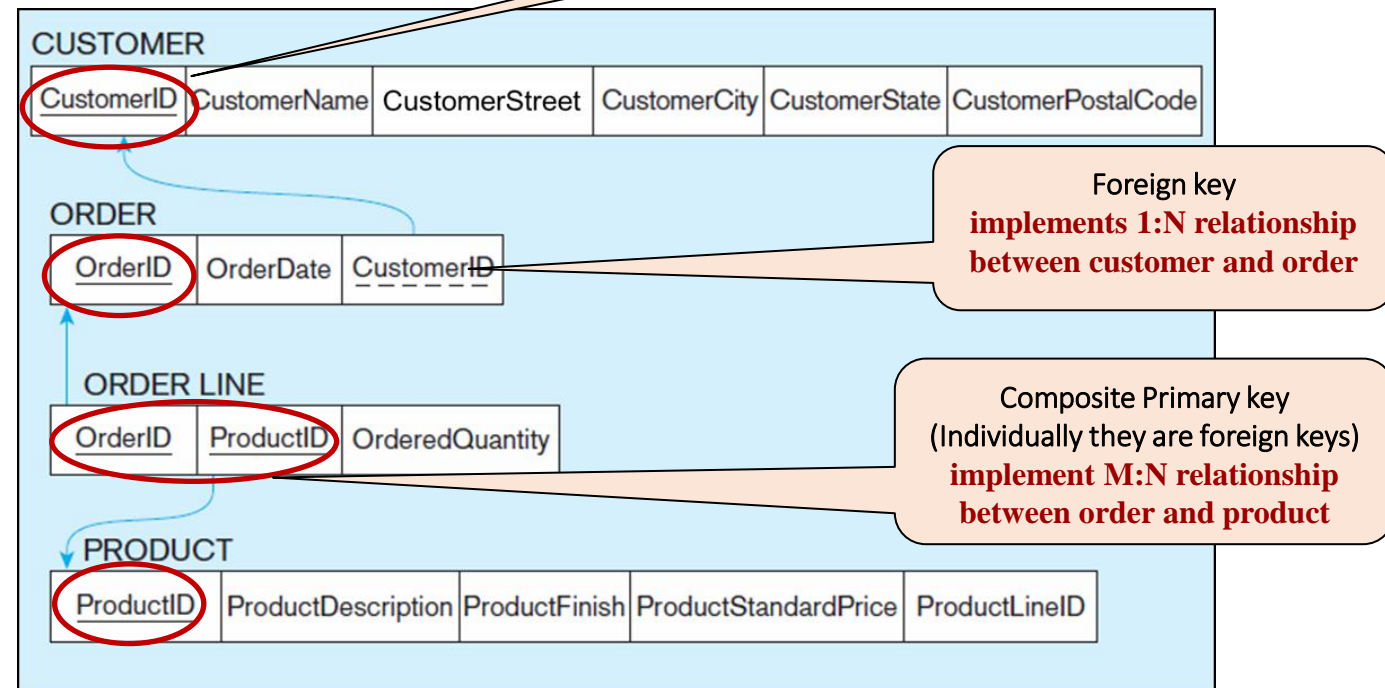 CUSTOMER
CustomerID CustomerName CustomerStreet CustomerCity CustomerState CustomerPostalCode
Foreign key
implements 1:N relationship
between customer and order
ORDER
OrderID OrderDate CustomerID
ORDER LINE
OrderID ProductID OrderedQuantity
Composite Primary key
(Individually they are foreign keys)
implement M:N relationship
between order and product
PRODUCT
ProductID ProductDescription ProductFinish ProductStandardPrice ProductLineID